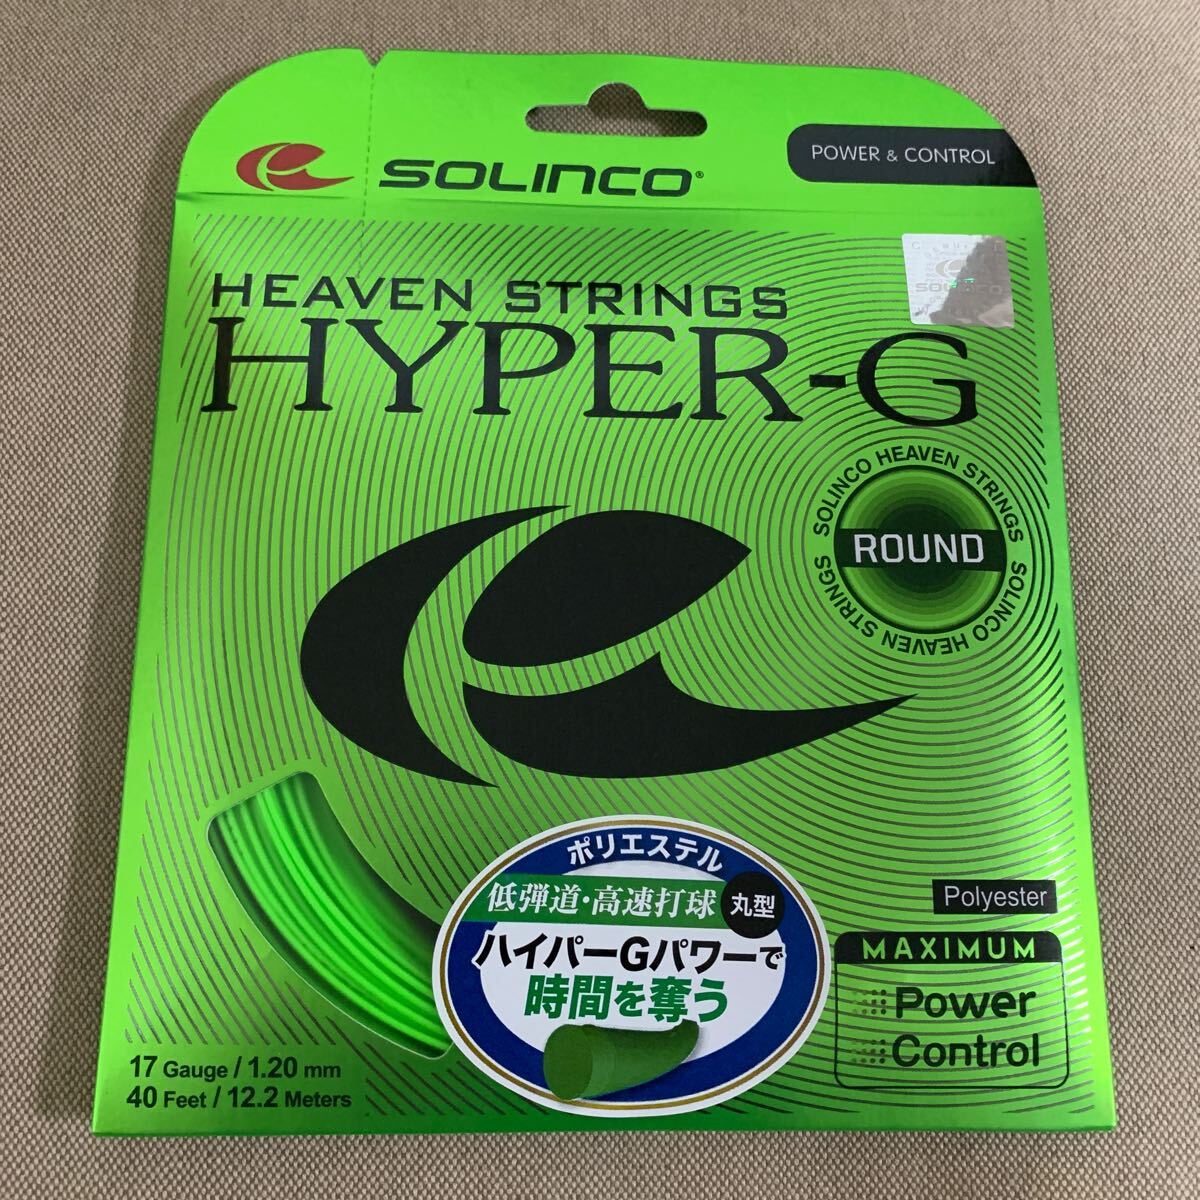 SOLINCO®
POWER & CONTROL
SOLINCO
HEAVEN STRINGS
HYPER-G
SOLINCO HEAVEN STRINGS
ROUND
SOLINCO HEAVEN STRINGS
ポリエステル
低弾道・高速打球 丸型
ハイパーGパワーで
時間を奪う
Polyester
MAXIMUM
Power
Control
17 Gauge / 1.20 mm
40 Feet / 12.2 Meters